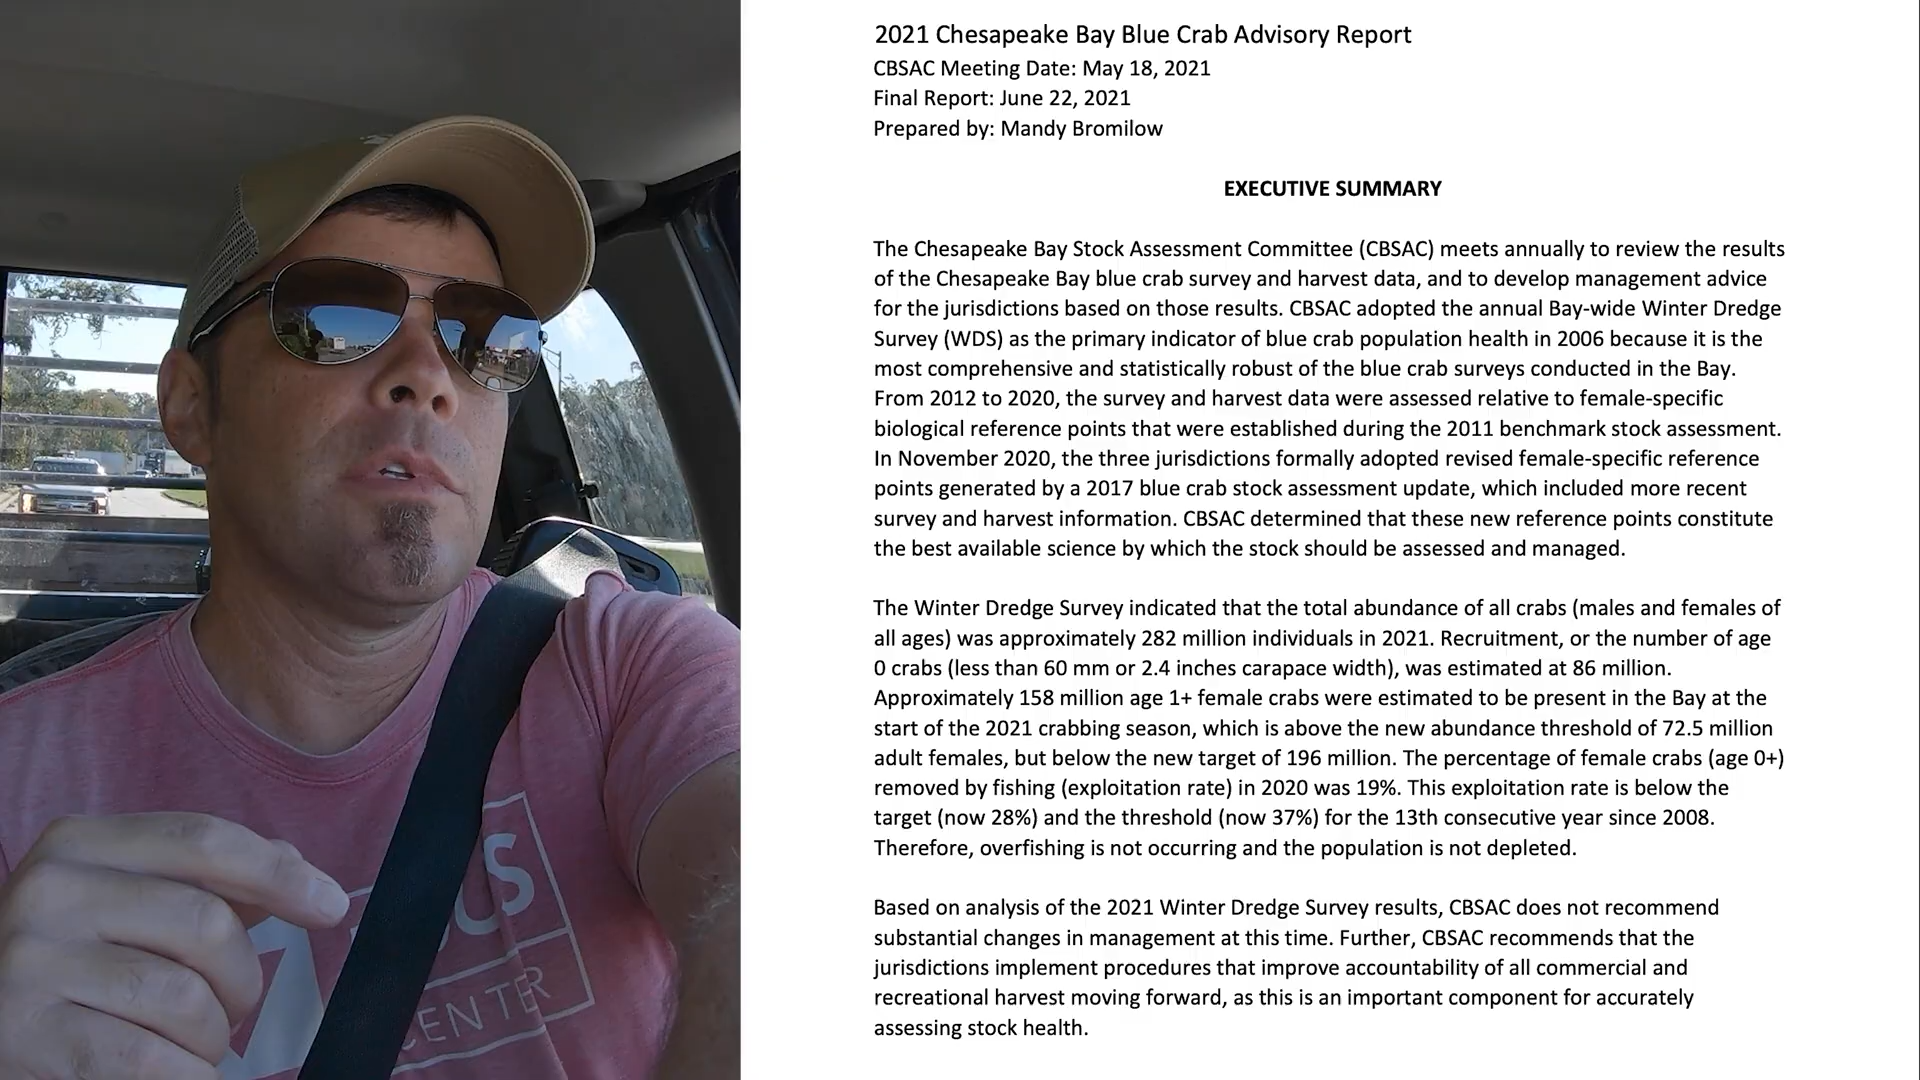 2021 Chesapeake Bay Blue Crab Advisory Report
CBSAC Meeting Date: May 18, 2021
Final Report: June 22, 2021
Prepared by: Mandy Bromilow
EXECUTIVE SUMMARY
The Chesapeake Bay Stock Assessment Committee (CBSAC) meets annually to review the results
of the Chesapeake Bay blue crab survey and harvest data, and to develop management advice
for the jurisdictions based on those results. CBSAC adopted the annual Bay-wide Winter Dredge
Survey (WDS) as the primary indicator of blue crab population health in 2006 because it is the
most comprehensive and statistically robust of the blue crab surveys conducted in the Bay.
From 2012 to 2020, the survey and harvest data were assessed relative to female-specific
biological reference points that were established during the 2011 benchmark stock assessment.
In November 2020, the three jurisdictions formally adopted revised female-specific reference
points generated by a 2017 blue crab stock assessment update, which included more recent
survey and harvest information. CBSAC determined that these new reference points constitute
the best available science by which the stock should be assessed and managed.
The Winter Dredge Survey indicated that the total abundance of all crabs (males and females of
all ages) was approximately 282 million individuals in 2021. Recruitment, or the number of age
0 crabs (less than 60 mm or 2.4 inches carapace width), was estimated at 86 million.
Approximately 158 million age 1+ female crabs were estimated to be present in the Bay at the
start of the 2021 crabbing season, which is above the new abundance threshold of 72.5 million
adult females, but below the new target of 196 million. The percentage of female crabs (age 0+)
removed by fishing (exploitation rate) in 2020 was 19%. This exploitation rate is below the
target (now 28%) and the threshold (now 37%) for the 13th consecutive year since 2008.
Therefore, overfishing is not occurring and the population is not depleted.
Based on analysis of the 2021 Winter Dredge Survey results, CBSAC does not recommend
substantial changes in management at this time. Further, CBSAC recommends that the
jurisdictions implement procedures that improve accountability of all commercial and
recreational harvest moving forward, as this is an important component for accurately
assessing stock health.
CENTER